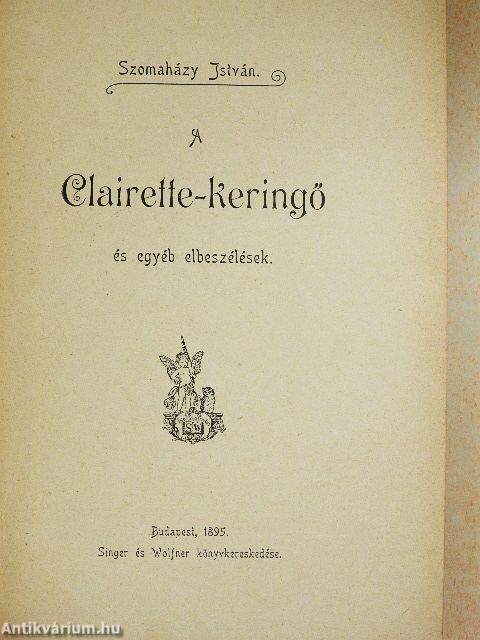 Szomaházy István.
A
Clairette-keringő
és egyéb elbeszélések.
S W
Budapest, 1895.
Singer és Wolfner könyvkereskedése.
Antikvárium.hu